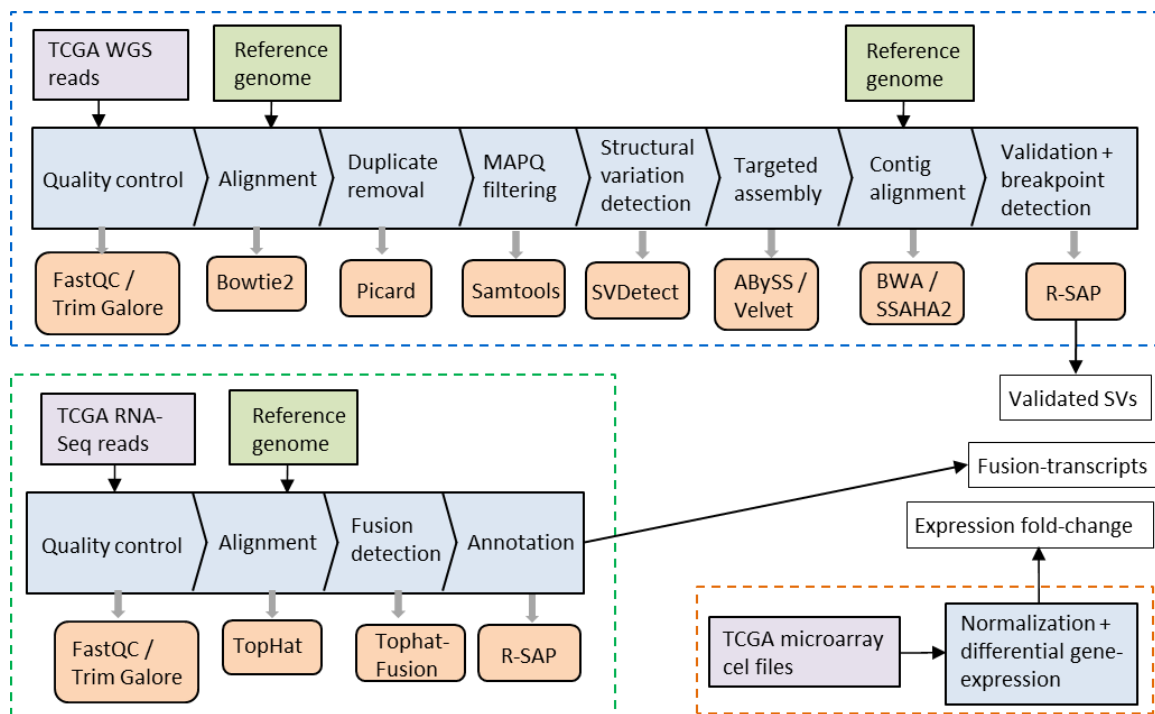 TCGA WGS
reads
Reference
genome
Reference
genome
Quality control
Alignment
Duplicate
removal
MAPQ
filtering
Structural
variation
detection
Targeted
assembly
Contig
alignment
Validation +
breakpoint
detection
FastQC /
Trim Galore
Bowtie2
Picard
Samtools
SVDetect
ABySS /
Velvet
BWA /
SSAHA2
R-SAP
Validated SVs
TCGA RNA-
Seq reads
Reference
genome
Quality control
Alignment
Fusion
detection
Annotation
FastQC /
Trim Galore
TopHat
Tophat-
Fusion
R-SAP
Fusion-transcripts
Expression fold-change
TCGA microarray
cel files
Normalization +
differential gene-
expression